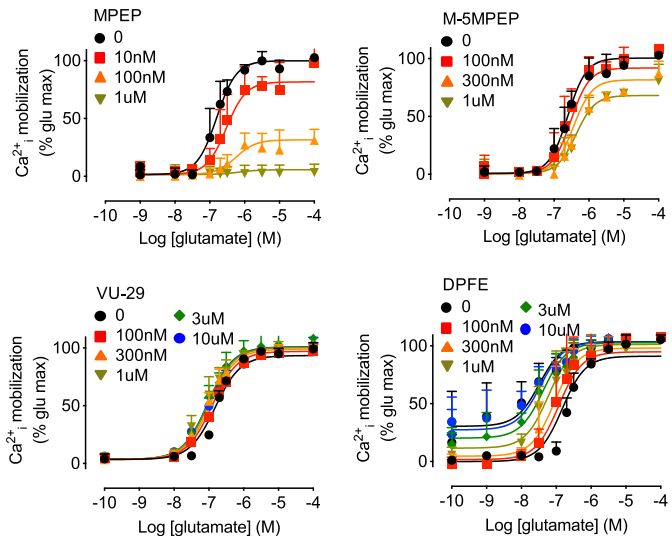 MPEP
0
10nM
100nM
1uM
100
50
0
Ca2+i mobilization
(% glu max)
-10 -9 -8 -7 -6 -5 -4
Log [glutamate] (M)
M-5MPEP
0
100nM
300nM
1uM
100
50
0
Ca2+i mobilization
(% glu max)
-10 -9 -8 -7 -6 -5 -4
Log [glutamate] (M)
VU-29
0
100nM
300nM
1uM
3uM
10uM
100
50
0
Ca2+i mobilization
(% glu max)
-10 -9 -8 -7 -6 -5 -4
Log [glutamate] (M)
DPFE
0
100nM
300nM
1uM
3uM
10uM
100
50
0
Ca2+i mobilization
(% glu max)
-10 -9 -8 -7 -6 -5 -4
Log [glutamate] (M)